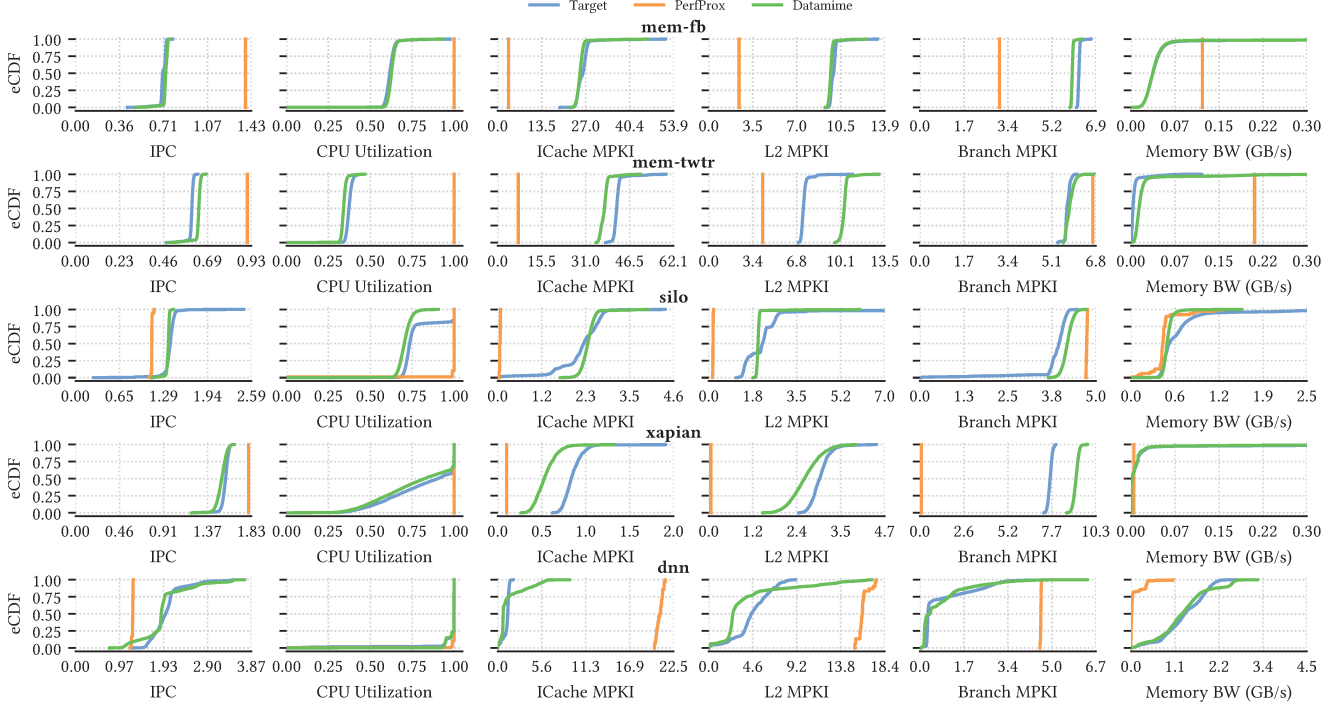 Target PerfProx Datamime
mem-fb
eCDF
1.00
0.75
0.50
0.25
0.00
0.00 0.36 0.71 1.07 1.43
IPC
0.00 0.25 0.50 0.75 1.00
CPU Utilization
0.0 13.5 27.0 40.4 53.9
ICache MPKI
0.0 3.5 7.0 10.5 13.9
L2 MPKI
0.0 1.7 3.4 5.2 6.9
Branch MPKI
0.00 0.07 0.15 0.22 0.30
Memory BW (GB/s)
mem-twtr
eCDF
1.00
0.75
0.50
0.25
0.00
0.00 0.23 0.46 0.69 0.93
IPC
0.00 0.25 0.50 0.75 1.00
CPU Utilization
0.0 15.5 31.0 46.5 62.1
ICache MPKI
0.0 3.4 6.8 10.1 13.5
L2 MPKI
0.0 1.7 3.4 5.1 6.8
Branch MPKI
0.00 0.07 0.15 0.22 0.30
Memory BW (GB/s)
silo
eCDF
1.00
0.75
0.50
0.25
0.00
0.00 0.65 1.29 1.94 2.59
IPC
0.00 0.25 0.50 0.75 1.00
CPU Utilization
0.0 1.2 2.3 3.5 4.6
ICache MPKI
0.0 1.8 3.5 5.2 7.0
L2 MPKI
0.0 1.3 2.5 3.8 5.0
Branch MPKI
0.0 0.6 1.2 1.9 2.5
Memory BW (GB/s)
xapian
eCDF
1.00
0.75
0.50
0.25
0.00
0.00 0.46 0.91 1.37 1.83
IPC
0.00 0.25 0.50 0.75 1.00
CPU Utilization
0.0 0.5 1.0 1.5 2.0
ICache MPKI
0.0 1.2 2.4 3.5 4.7
L2 MPKI
0.0 2.6 5.2 7.7 10.3
Branch MPKI
0.00 0.07 0.15 0.22 0.30
Memory BW (GB/s)
dnn
eCDF
1.00
0.75
0.50
0.25
0.00
0.00 0.97 1.93 2.90 3.87
IPC
0.00 0.25 0.50 0.75 1.00
CPU Utilization
0.0 5.6 11.3 16.9 22.5
ICache MPKI
0.0 4.6 9.2 13.8 18.4
L2 MPKI
0.0 1.7 3.4 5.0 6.7
Branch MPKI
0.0 1.1 2.2 3.4 4.5
Memory BW (GB/s)